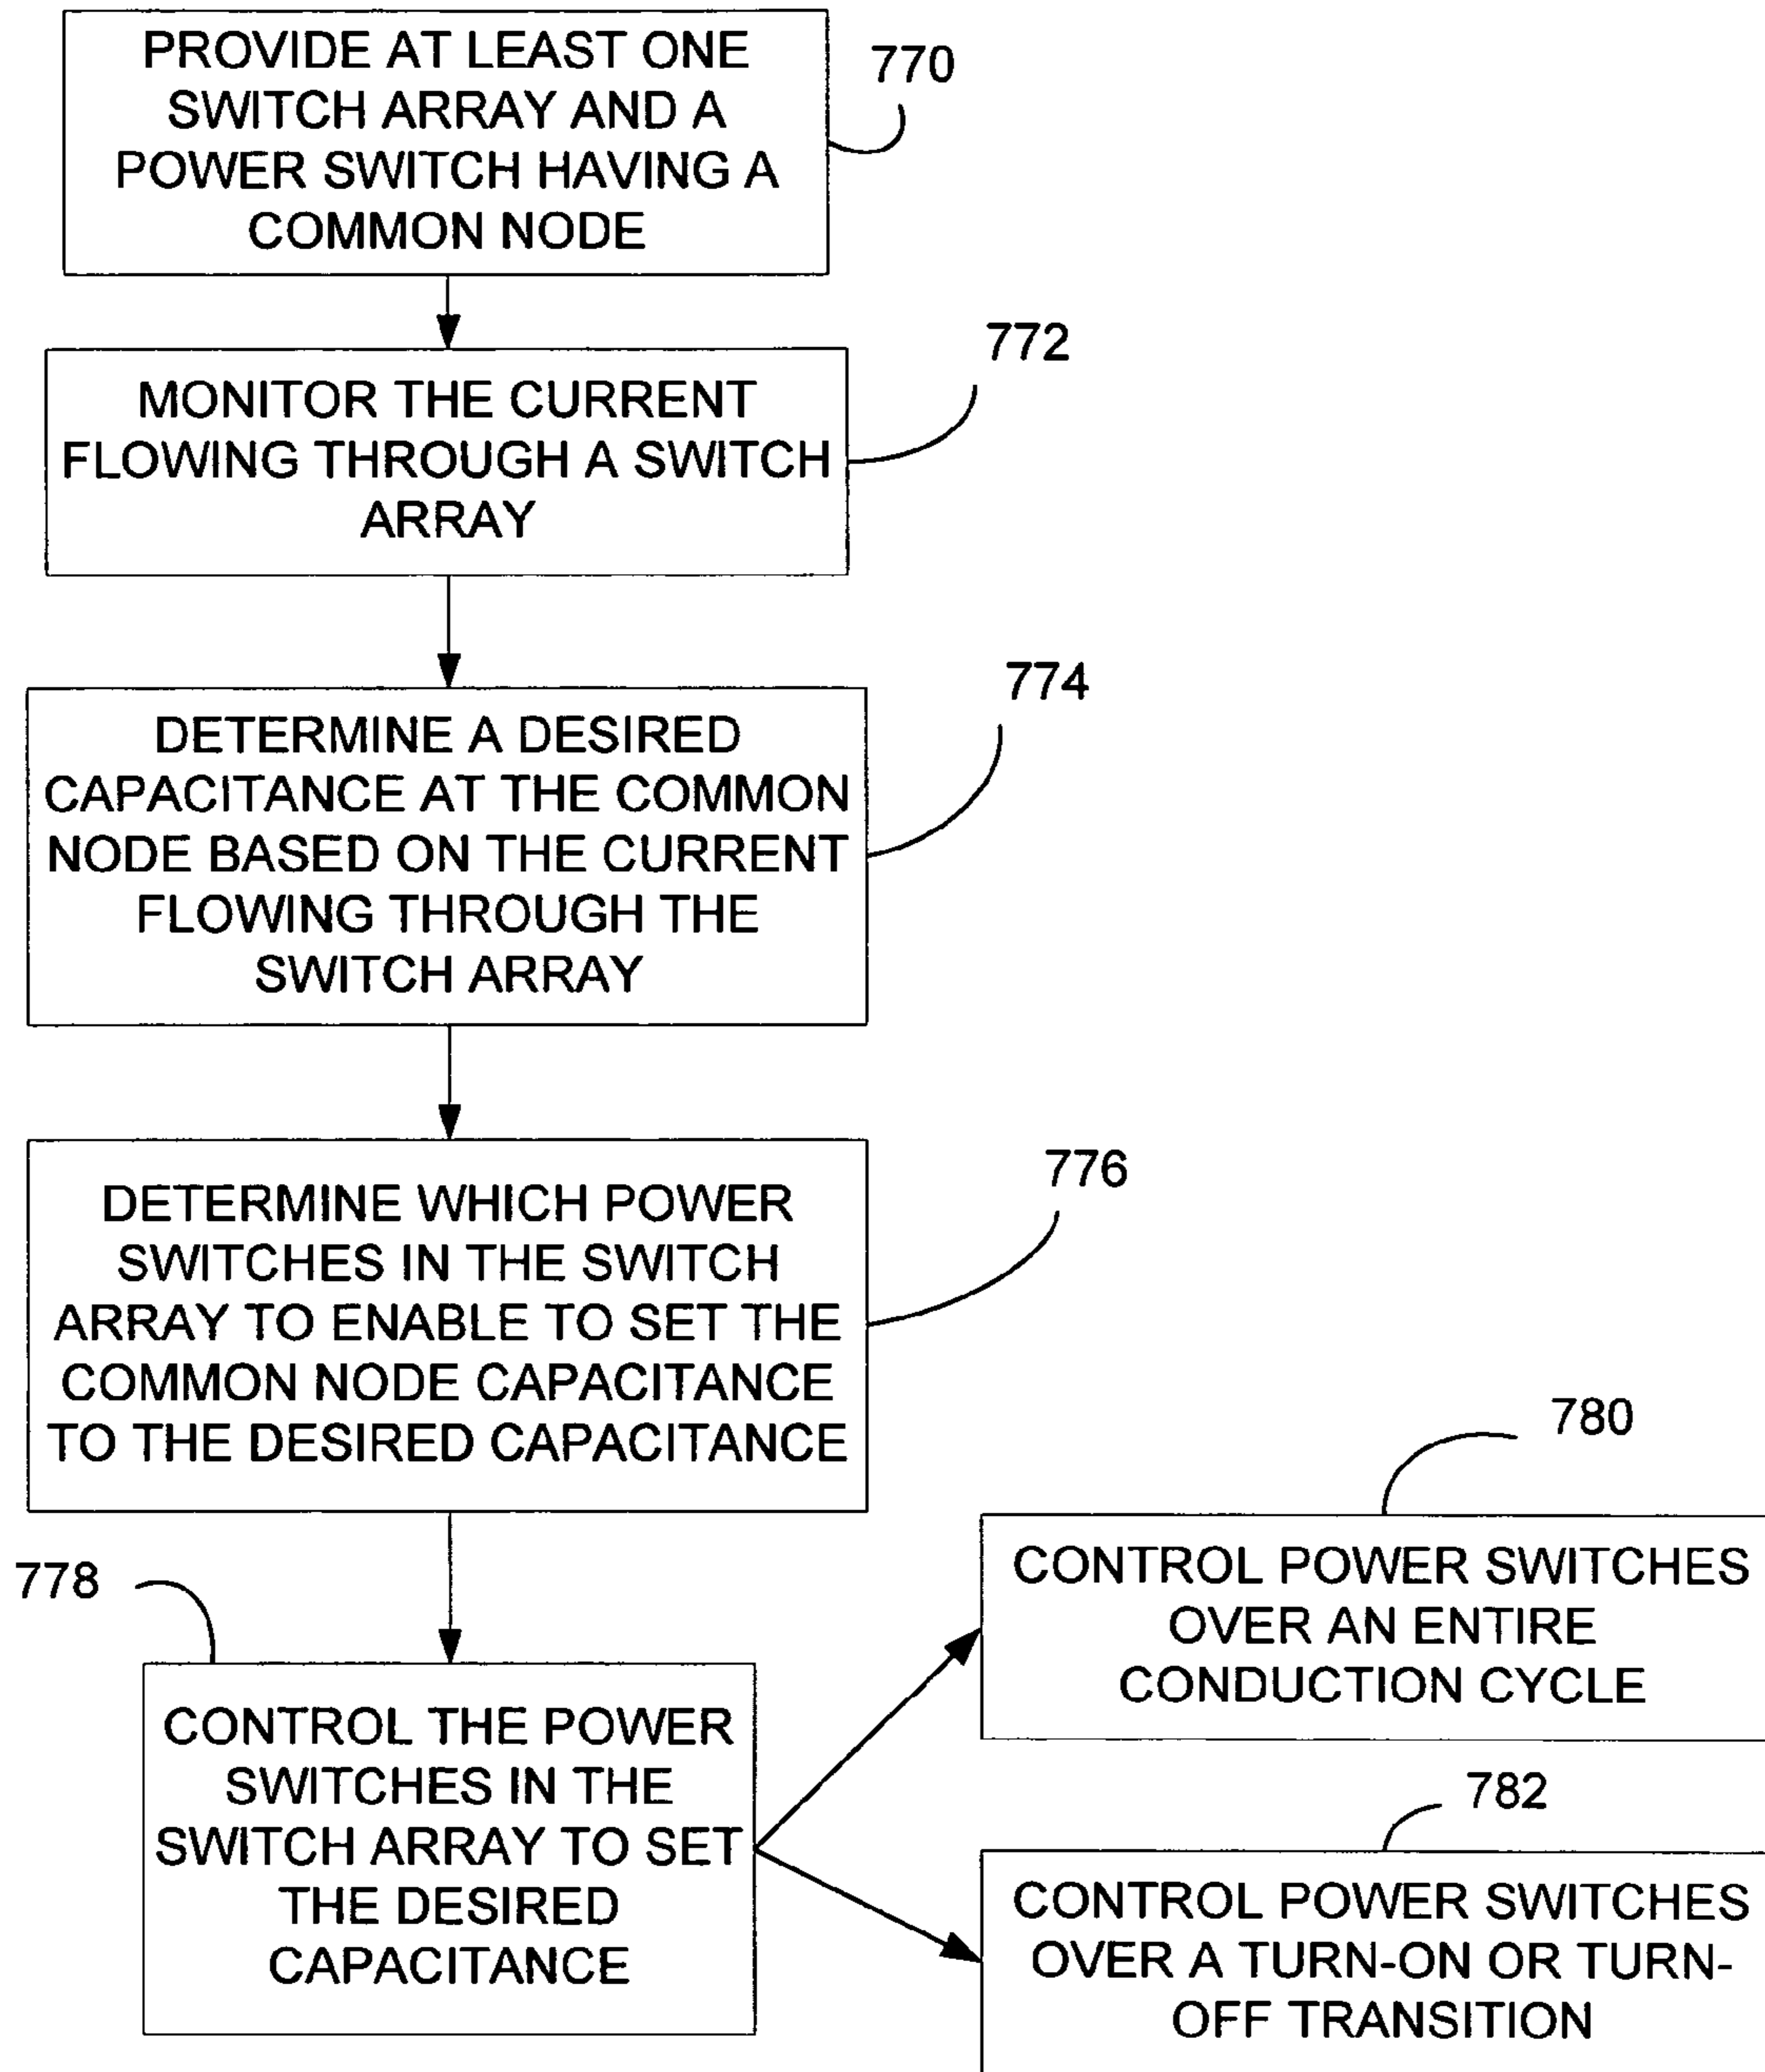 PROVIDE AT LEAST ONE
SWITCH ARRAY AND A
POWER SWITCH HAVING A
COMMON NODE
770
MONITOR THE CURRENT
FLOWING THROUGH A SWITCH
ARRAY
772
DETERMINE A DESIRED
CAPACITANCE AT THE COMMON
NODE BASED ON THE CURRENT
FLOWING THROUGH THE
SWITCH ARRAY
774
DETERMINE WHICH POWER
SWITCHES IN THE SWITCH
ARRAY TO ENABLE TO SET THE
COMMON NODE CAPACITANCE
TO THE DESIRED CAPACITANCE
776
778
CONTROL THE POWER
SWITCHES IN THE
SWITCH ARRAY TO SET
THE DESIRED
CAPACITANCE
780
CONTROL POWER SWITCHES
OVER AN ENTIRE
CONDUCTION CYCLE
782
CONTROL POWER SWITCHES
OVER A TURN-ON OR TURN-
OFF TRANSITION